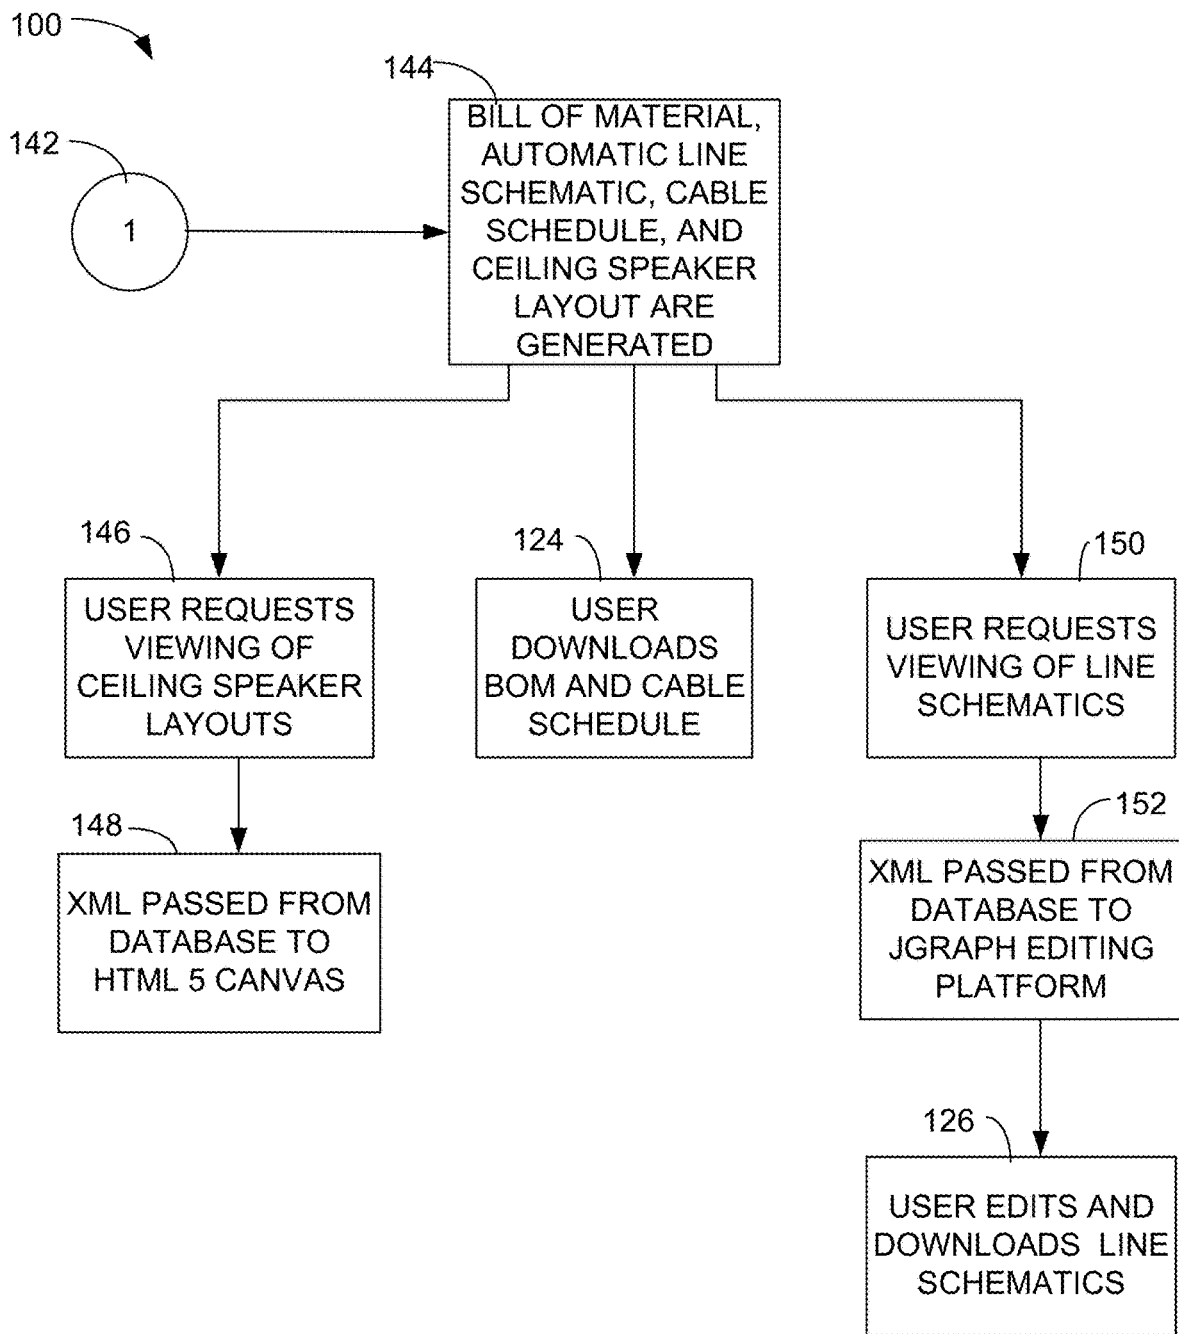 100
144
BILL OF MATERIAL,
AUTOMATIC LINE
SCHEMATIC, CABLE
SCHEDULE, AND
CEILING SPEAKER
LAYOUT ARE
GENERATED
142
1
146
USER REQUESTS
VIEWING OF
CEILING SPEAKER
LAYOUTS
124
USER
DOWNLOADS
BOM AND CABLE
SCHEDULE
150
USER REQUESTS
VIEWING OF LINE
SCHEMATICS
148
XML PASSED FROM
DATABASE TO
HTML 5 CANVAS
152
XML PASSED FROM
DATABASE TO
JGRAPH EDITING
PLATFORM
126
USER EDITS AND
DOWNLOADS LINE
SCHEMATICS